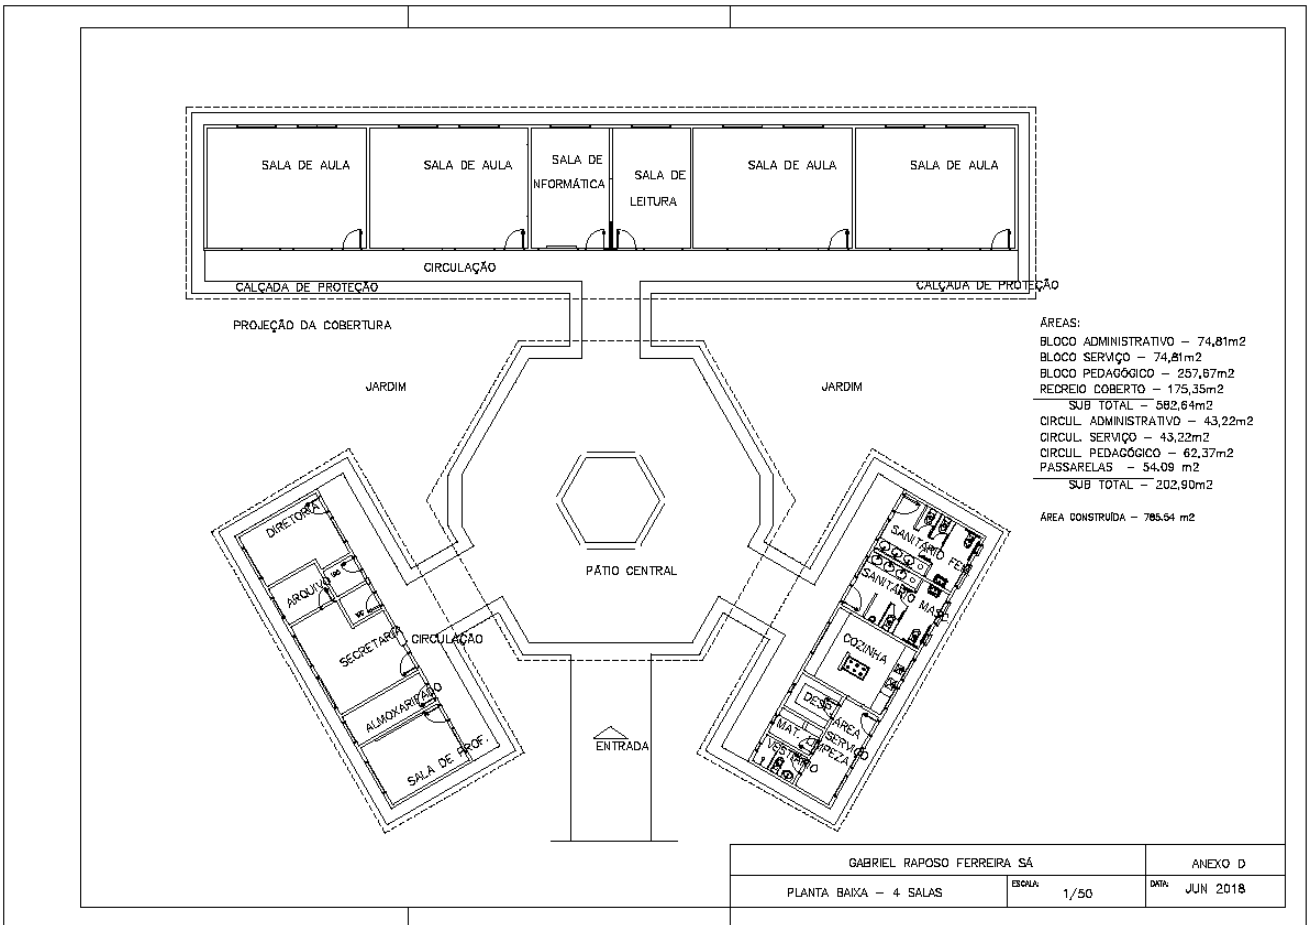 SALA DE AULA
SALA DE AULA
SALA DE
NFORMÁTICA
SALA DE
LEITURA
SALA DE AULA
SALA DE AULA
CIRCULAÇÃO
CALÇADA DE PROTEÇÃO
CALÇADA DE PROTEÇÃO
PROJEÇÃO DA COBERTURA
JARDIM
JARDIM
ÁREAS:
BLOCO ADMINISTRATIVO – 74,81m2
BLOCO SERVIÇO – 74,81m2
BLOCO PEDAGÓGICO – 257,67m2
RECREIO COBERTO – 175,35m2
SUB TOTAL – 582,64m2
CIRCUL. ADMINISTRATIVO – 43,22m2
CIRCUL. SERVIÇO – 43,22m2
CIRCUL. PEDAGÓGICO – 62,37m2
PASSARELAS – 54.09 m2
SUB TOTAL – 202,90m2
ÁREA CONSTRUÍDA – 785.54 m2
DIRETORIA
ARQUIVO
WC
WC
SECRETARIA
CIRCULAÇÃO
ALMOXARIFADO
SALA DE PROF.
PÁTIO CENTRAL
ENTRADA
SANITÁRIO FEM.
SANITÁRIO MASC
COZINHA
DESP.
ÁREA
SERVIÇO
MAT. LIMPEZA
VESTIÁRIO
GABRIEL RAPOSO FERREIRA SÁ
ANEXO D
PLANTA BAIXA – 4 SALAS
ESCALA:
1/50
DATA:
JUN 2018